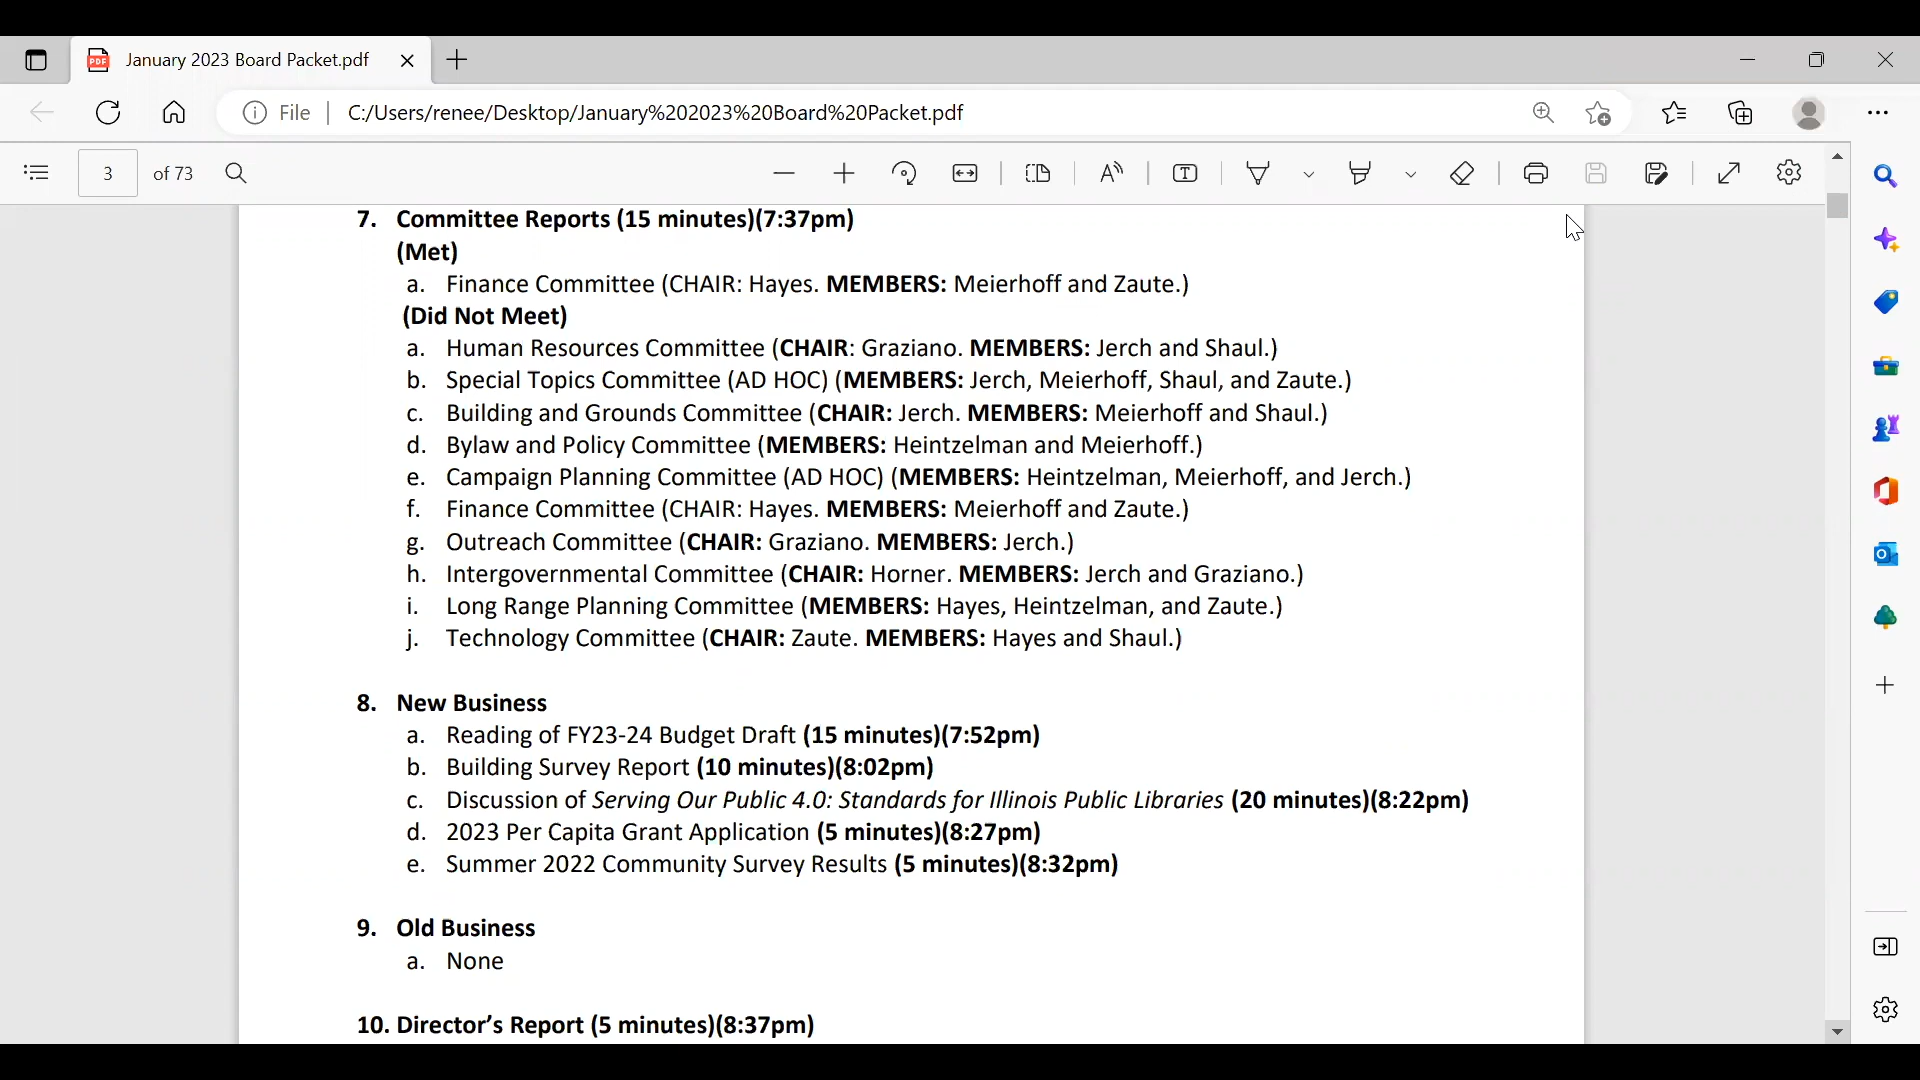 January 2023 Board Packet.pdf
File
C:/Users/renee/Desktop/January%202023%20Board%20Packet.pdf
3 of 73
7. Committee Reports (15 minutes)(7:37pm)
(Met)
a. Finance Committee (CHAIR: Hayes. MEMBERS: Meierhoff and Zaute.)
(Did Not Meet)
a. Human Resources Committee (CHAIR: Graziano. MEMBERS: Jerch and Shaul.)
b. Special Topics Committee (AD HOC) (MEMBERS: Jerch, Meierhoff, Shaul, and Zaute.)
c. Building and Grounds Committee (CHAIR: Jerch. MEMBERS: Meierhoff and Shaul.)
d. Bylaw and Policy Committee (MEMBERS: Heintzelman and Meierhoff.)
e. Campaign Planning Committee (AD HOC) (MEMBERS: Heintzelman, Meierhoff, and Jerch.)
f. Finance Committee (CHAIR: Hayes. MEMBERS: Meierhoff and Zaute.)
g. Outreach Committee (CHAIR: Graziano. MEMBERS: Jerch.)
h. Intergovernmental Committee (CHAIR: Horner. MEMBERS: Jerch and Graziano.)
i. Long Range Planning Committee (MEMBERS: Hayes, Heintzelman, and Zaute.)
j. Technology Committee (CHAIR: Zaute. MEMBERS: Hayes and Shaul.)
8. New Business
a. Reading of FY23-24 Budget Draft (15 minutes)(7:52pm)
b. Building Survey Report (10 minutes)(8:02pm)
c. Discussion of Serving Our Public 4.0: Standards for Illinois Public Libraries (20 minutes)(8:22pm)
d. 2023 Per Capita Grant Application (5 minutes)(8:27pm)
e. Summer 2022 Community Survey Results (5 minutes)(8:32pm)
9. Old Business
a. None
10. Director's Report (5 minutes)(8:37pm)